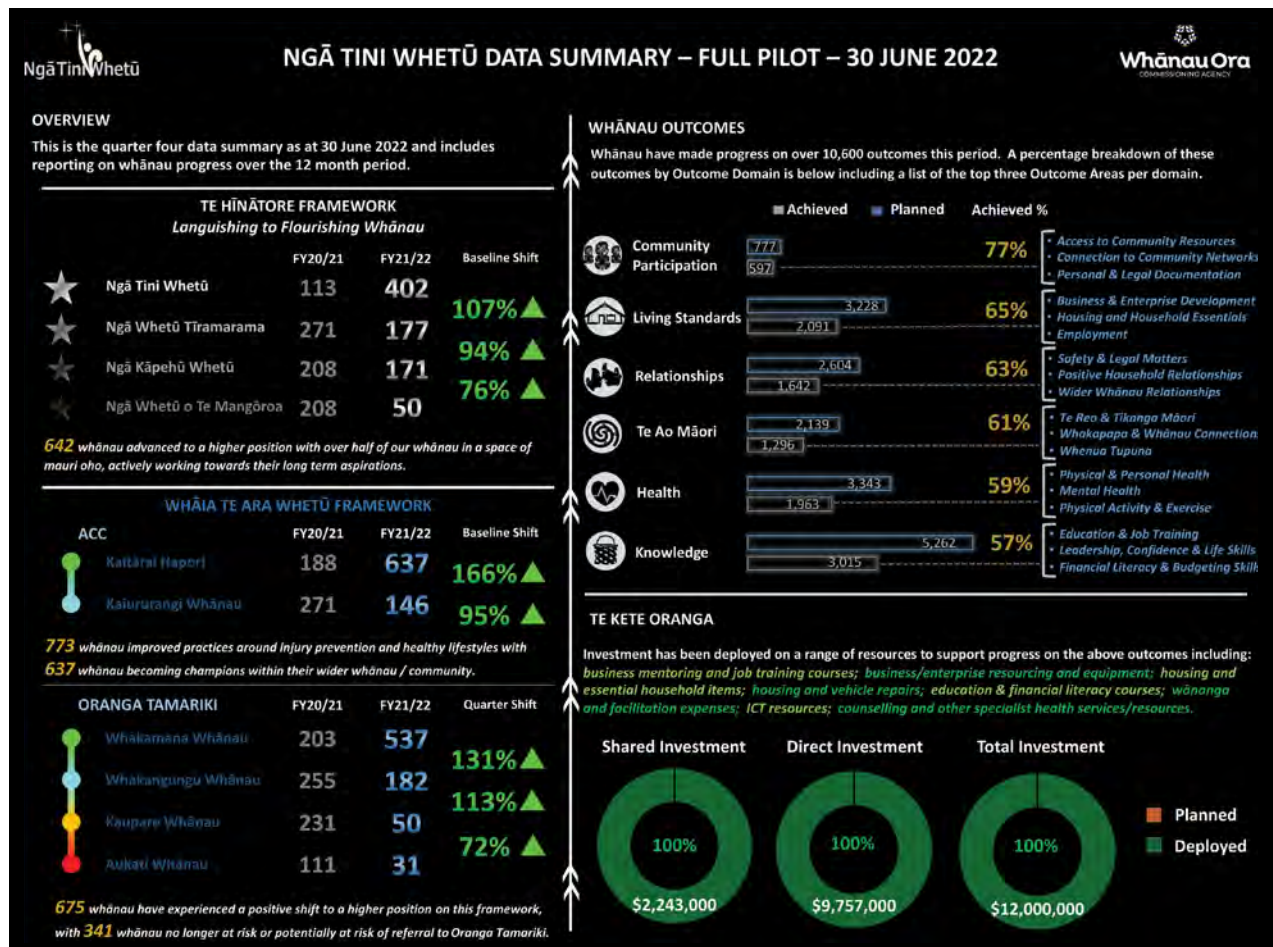 NgāTiniWhetū
NGĀ TINI WHETŪ DATA SUMMARY – FULL PILOT – 30 JUNE 2022
Whānau Ora
COMMISSIONING AGENCY
OVERVIEW
This is the quarter four data summary as at 30 June 2022 and includes
reporting on whānau progress over the 12 month period.
TE HĪNĀTORE FRAMEWORK
Languishing to Flourishing Whānau
FY20/21 FY21/22 Baseline Shift
Ngā Tini Whetū 113 402
107%
Ngā Whetū Tīramarama 271 177
94%
Ngā Kāpehū Whetū 208 171
76%
Ngā Whetū o Te Mangōroa 208 50
642 whānau advanced to a higher position with over half of our whānau in a space of
mauri oho, actively working towards their long term aspirations.
WHĀIA TE ARA WHETŪ FRAMEWORK
ACC FY20/21 FY21/22 Baseline Shift
Kaitārai Hapori 188 637
166%
Kaiururangi Whānau 271 146
95%
773 whānau improved practices around injury prevention and healthy lifestyles with
637 whānau becoming champions within their wider whānau / community.
ORANGA TAMARIKI FY20/21 FY21/22 Quarter Shift
Whakamana Whānau 203 537
131%
Whakangungu Whānau 255 182
113%
Kaupare Whānau 231 50
72%
Aukati Whānau 111 31
675 whānau have experienced a positive shift to a higher position on this framework,
with 341 whānau no longer at risk or potentially at risk of referral to Oranga Tamariki.
WHĀNAU OUTCOMES
Whānau have made progress on over 10,600 outcomes this period. A percentage breakdown of these
outcomes by Outcome Domain is below including a list of the top three Outcome Areas per domain.
Achieved Planned Achieved %
Community
Participation
777
597
77%
• Access to Community Resources
• Connection to Community Networks
• Personal & Legal Documentation
Living Standards
3,228
2,091
65%
• Business & Enterprise Development
• Housing and Household Essentials
• Employment
Relationships
2,604
1,642
63%
• Safety & Legal Matters
• Positive Household Relationships
• Wider Whānau Relationships
Te Ao Māori
2,139
1,296
61%
• Te Reo & Tikanga Māori
• Whakapapa & Whānau Connection
• Whenua Tupuna
Health
3,343
1,963
59%
• Physical & Personal Health
• Mental Health
• Physical Activity & Exercise
Knowledge
5,262
3,015
57%
• Education & Job Training
• Leadership, Confidence & Life Skills
• Financial Literacy & Budgeting Skill
TE KETE ORANGA
Investment has been deployed on a range of resources to support progress on the above outcomes including:
business mentoring and job training courses; business/enterprise resourcing and equipment; housing and
essential household items; housing and vehicle repairs; education & financial literacy courses; wānanga
and facilitation expenses; ICT resources; counselling and other specialist health services/resources.
Shared Investment Direct Investment Total Investment
100% 100% 100%
$2,243,000 $9,757,000 $12,000,000
Planned
Deployed